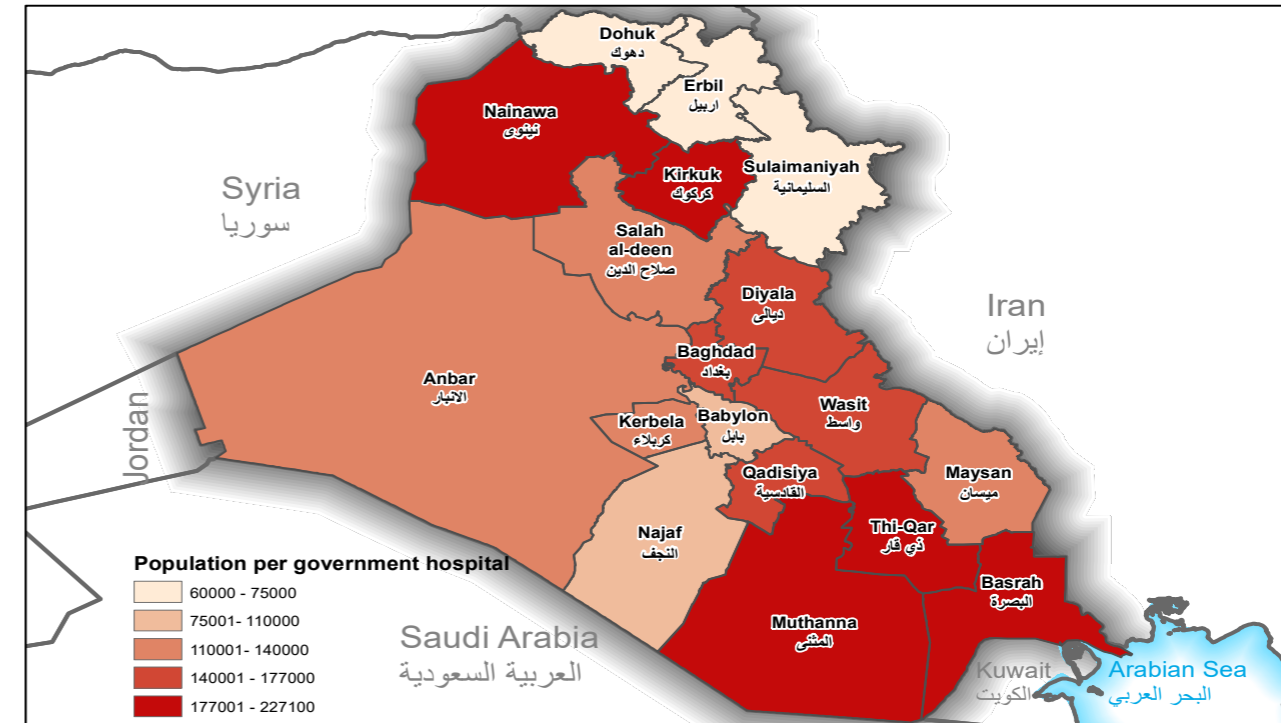 Dohuk
دهوك
Erbil
اربيل
Nainawa
نينوى
Sulaimaniyah
السليمانية
Kirkuk
كركوك
Syria
سوريا
Salah
al-deen
صلاح الدين
Diyala
ديالى
Iran
إيران
Baghdad
بغداد
Anbar
الانبار
Jordan
Wasit
واسط
Kerbela
كربلاء
Babylon
بابل
Qadisiya
القادسية
Maysan
ميسان
Najaf
النجف
Thi-Qar
ذي قار
Basrah
البصرة
Muthanna
المثنى
Population per government hospital
60000 - 75000
75001- 110000
110001- 140000
140001 - 177000
177001 - 227100
Saudi Arabia
العربية السعودية
Kuwait
الكويت
Arabian Sea
البحر العربي